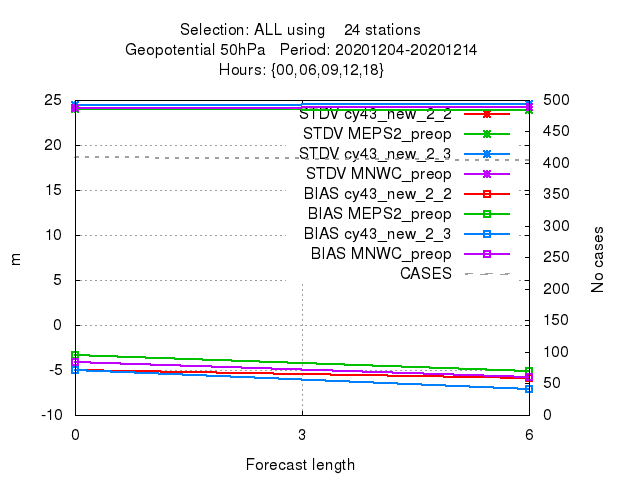 Selection: ALL using    24 stations
Geopotential 50hPa   Period: 20201204-20201214
Hours: {00,06,09,12,18}
25
20
15
10
5
0
-5
-10
m
500
450
400
350
300
250
200
150
100
50
0
No cases
STDV cy43_new_2_2
STDV MEPS2_preop
STDV cy43_new_2_3
STDV MNWC_preop
BIAS cy43_new_2_2
BIAS MEPS2_preop
BIAS cy43_new_2_3
BIAS MNWC_preop
CASES
0 3 6
Forecast length